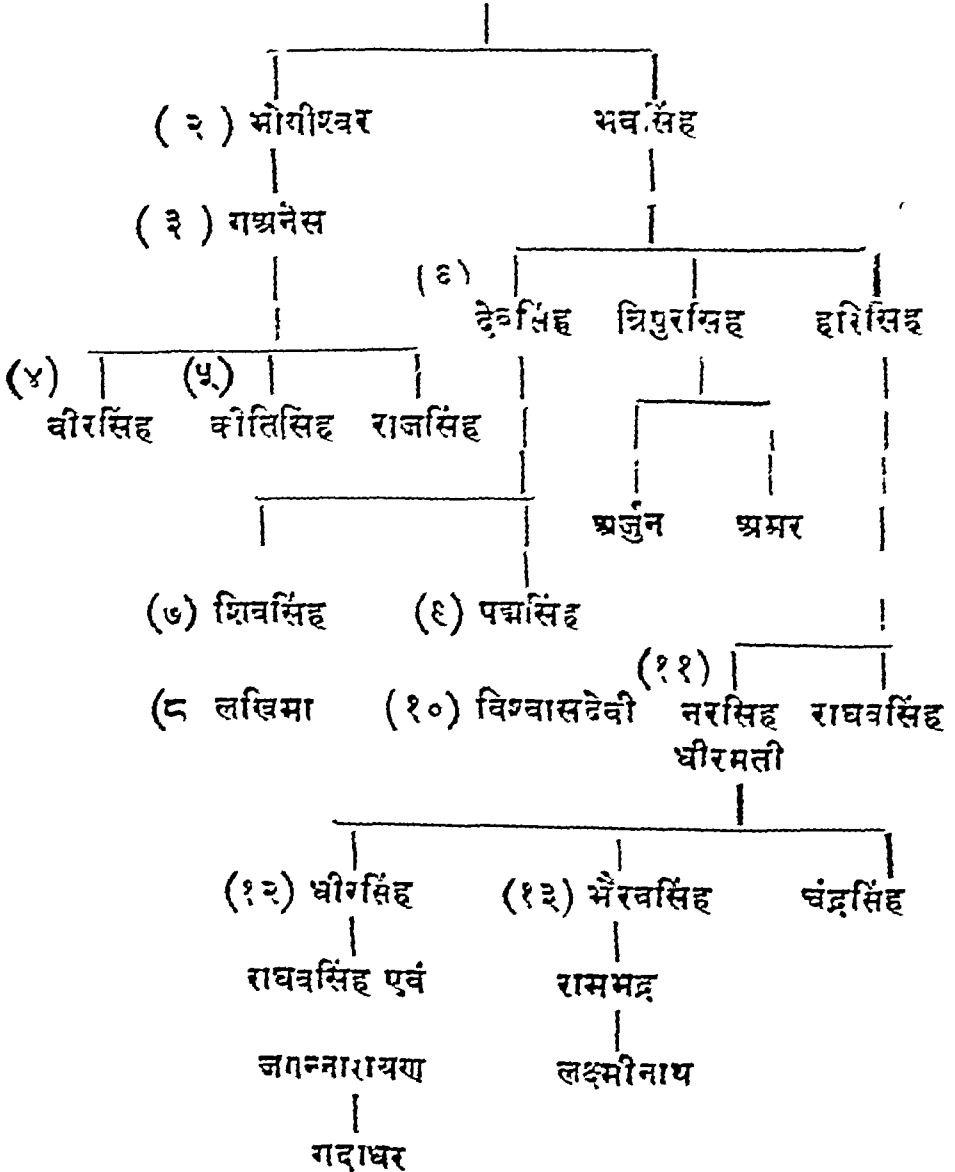 ( २ ) भोगीश्वर भवसिंह
( ३ ) गअनेस
(६)
देवसिंह त्रिपुरसिंह हरिसिंह
(४) (५)
वीरसिंह कीतिसिंह राजसिंह
अर्जुन अमर
(७) शिवसिंह (९) पद्मसिंह
(११)
(८ लखिमा (१०) विश्वासदेवी नरसिंह राघवसिंह
धीरमती
(१२) धीरसिंह (१३) भैरवसिंह चंद्रसिंह
राघवसिंह एवं रामभद्र
जगन्नारायण लक्ष्मीनाथ
गदाधर